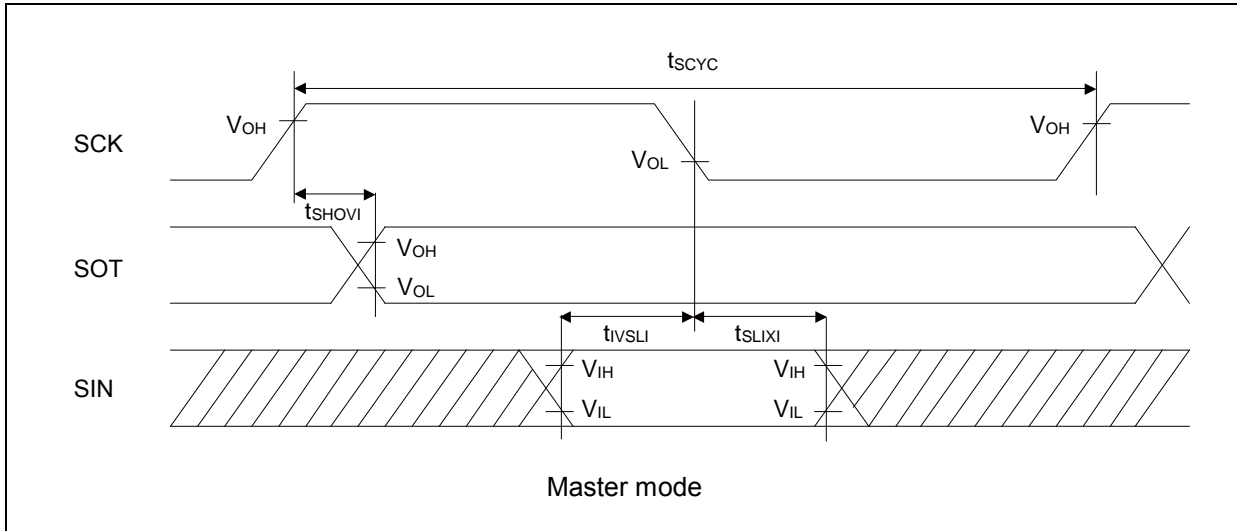 tSCYC
VOH
VOH
SCK
VOL
tSHOVI
VOH
SOT
VOL
tIVSLI
tSLIXI
VIH
VIH
SIN
VIL
VIL
Master mode